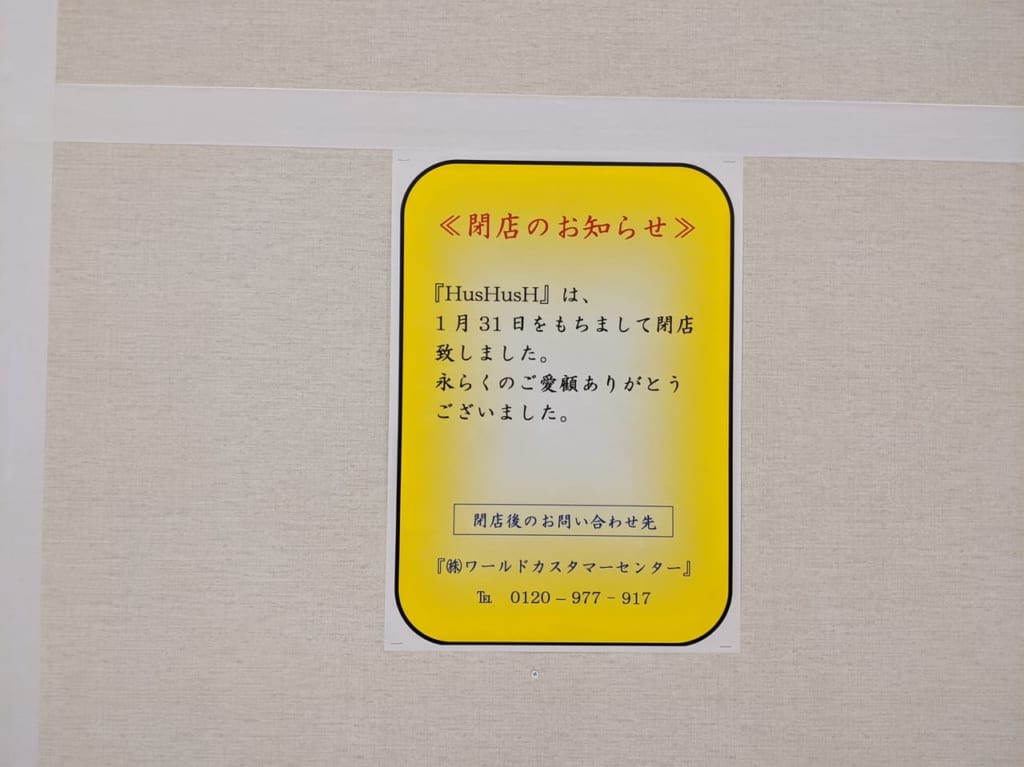 ≪閉店のお知らせ≫
『HusHusH』は、
1月31日をもちまして閉店
致しました。
永らくのご愛顧ありがとう
ございました。
閉店後のお問い合わせ先
『㈱ワールドカスタマーセンター』
℡ 0120－977－917